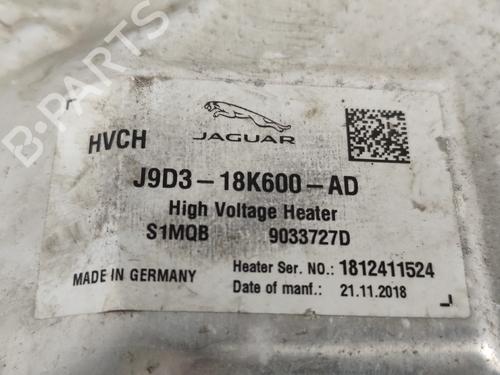 B-PARTS
JAGUAR
HVCH
J9D3-18K600-AD
High Voltage Heater
S1MQB 9033727D
MADE IN GERMANY
Heater Ser. NO.: 1812411524
Date of manf.: 21.11.2018